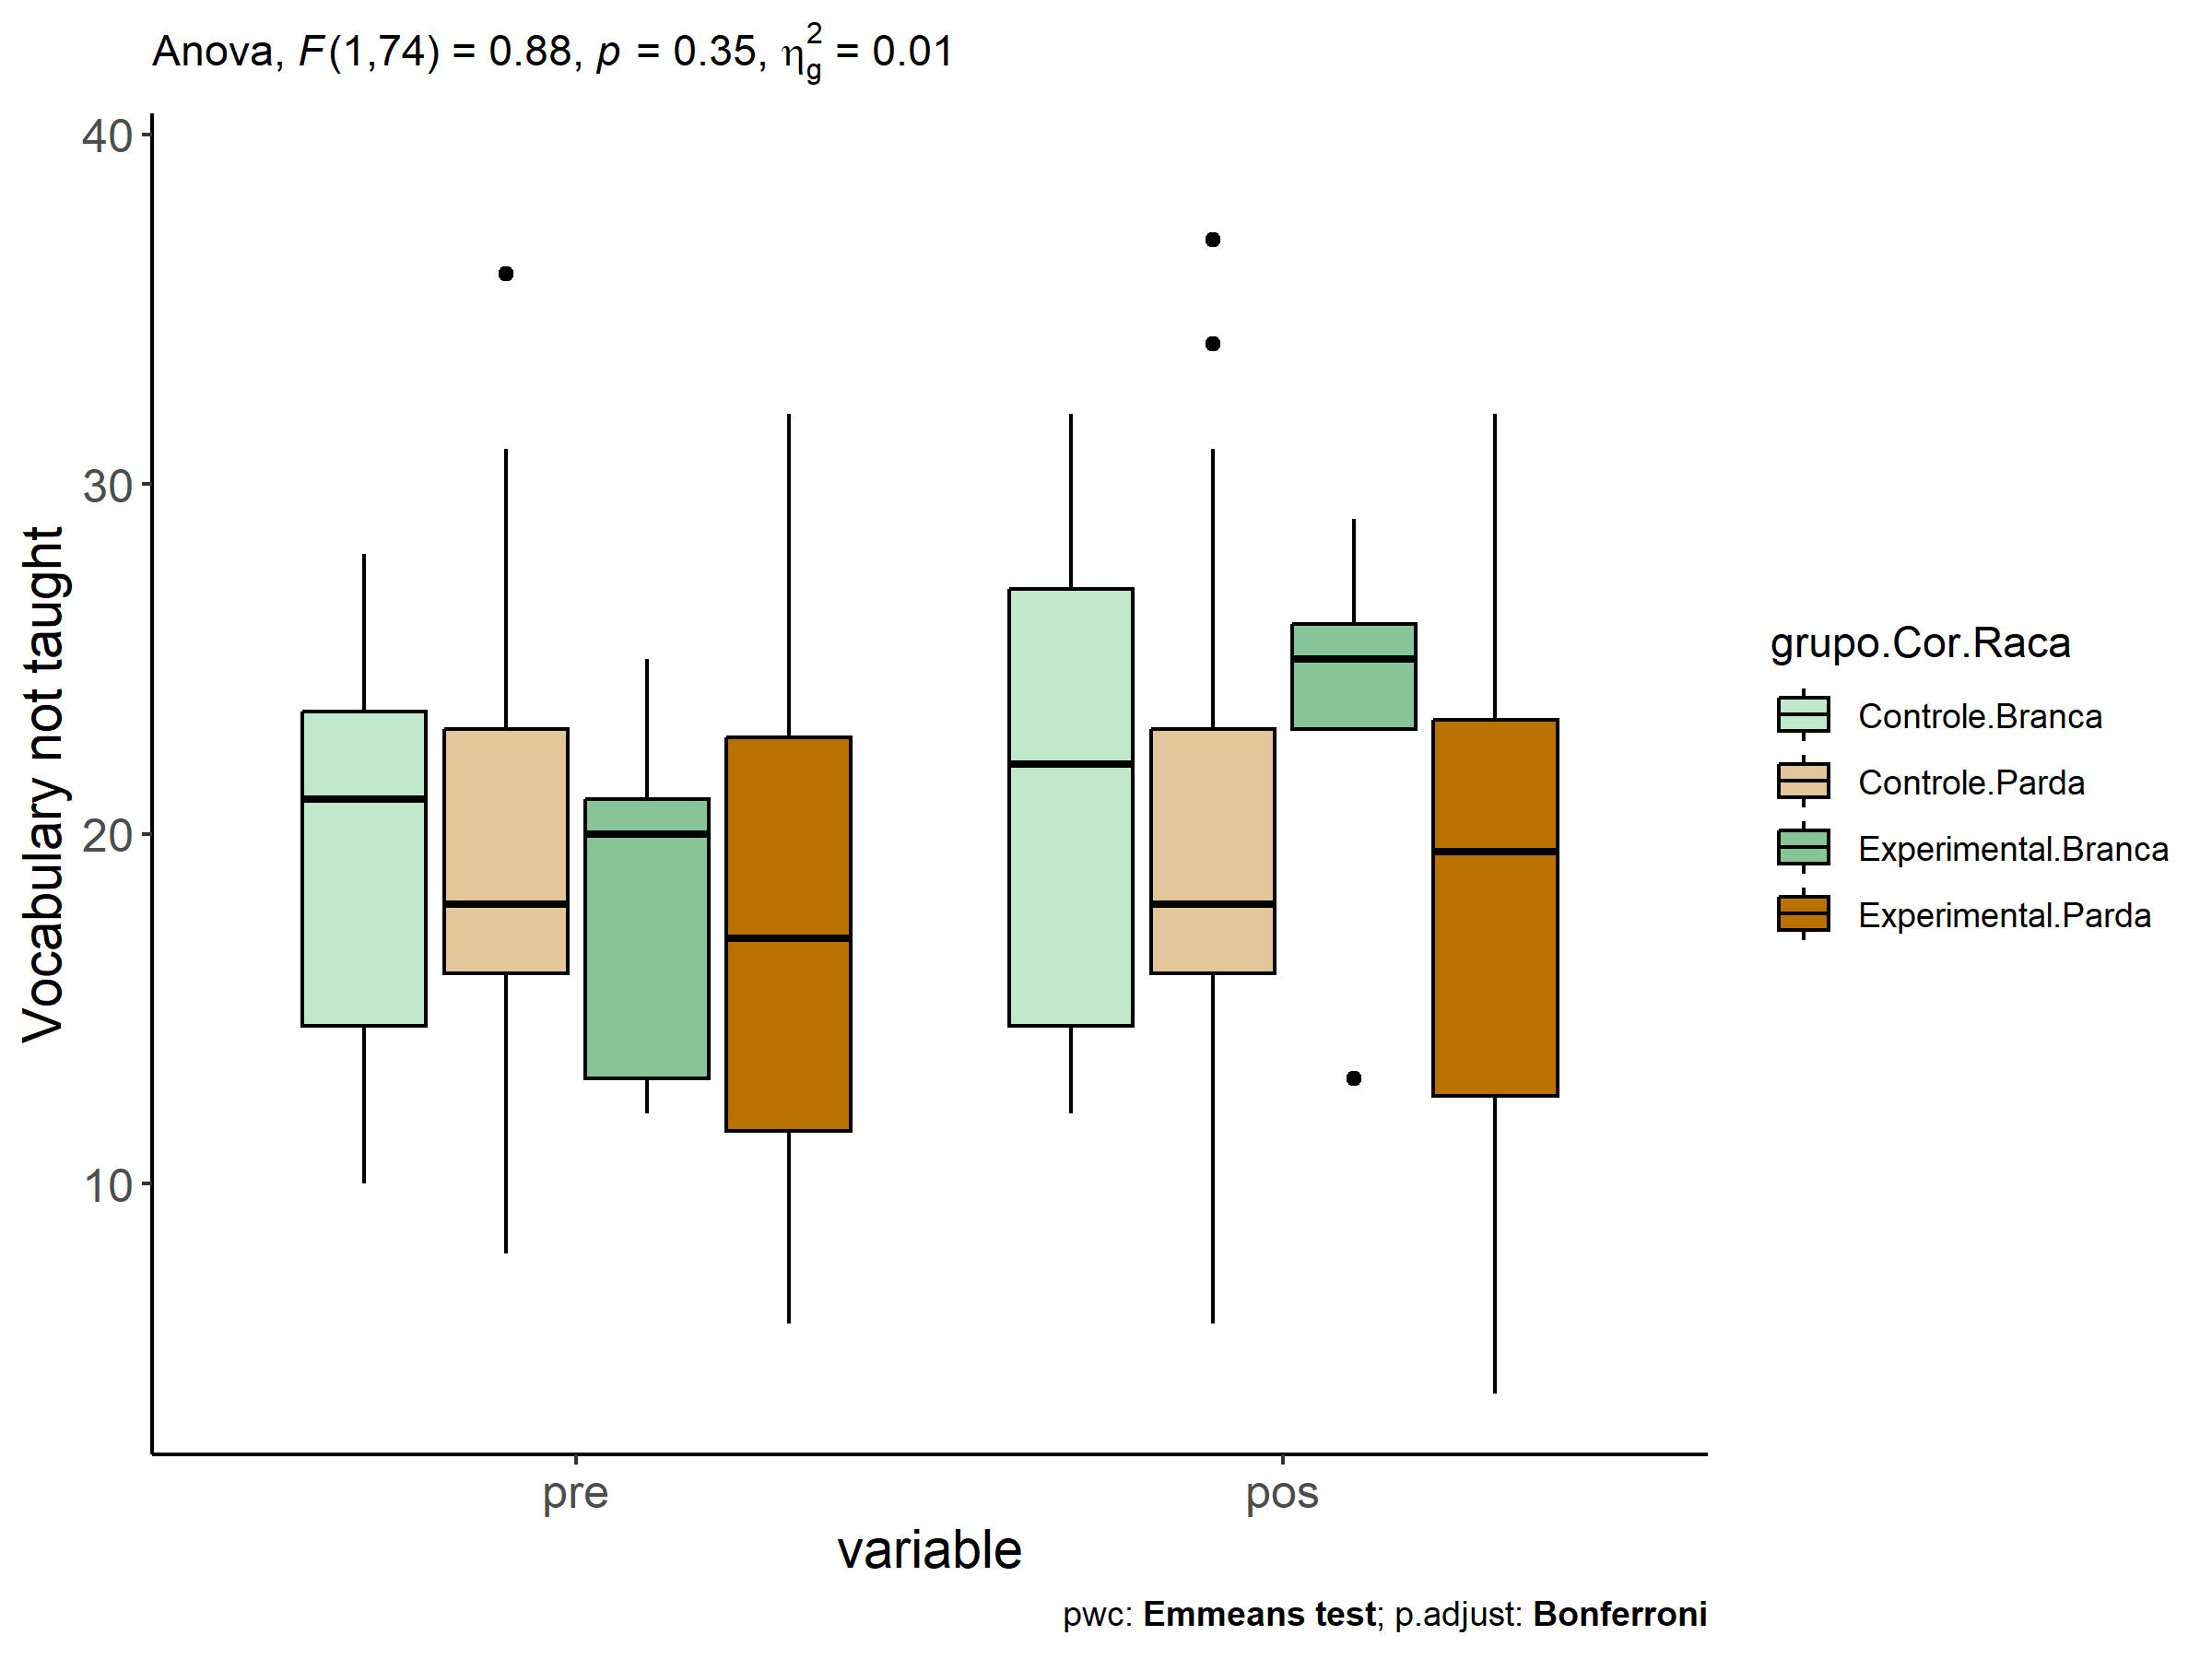 Anova, F(1,74) = 0.88, p = 0.35, η²g = 0.01
40
30
20
10
Vocabulary not taught
pre
pos
variable
grupo.Cor.Raca
Controle.Branca
Controle.Parda
Experimental.Branca
Experimental.Parda
pwc: Emmeans test; p.adjust: Bonferroni